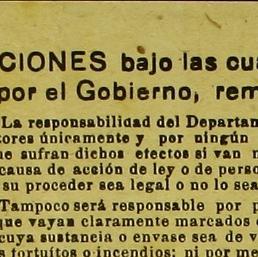 CIONES bajo las cua
por el Gobierno, rem
La responsabilidad del Departam
tores únicamente y por ningún
ue sufran dichos efectos si van m
causa de acción de ley o de perso
su proceder sea legal o no lo sea
Tampoco será responsable por p
que vayan claramente marcados c
cuya sustancia o envase sea de v
s fortuítos o incendios; ni por me